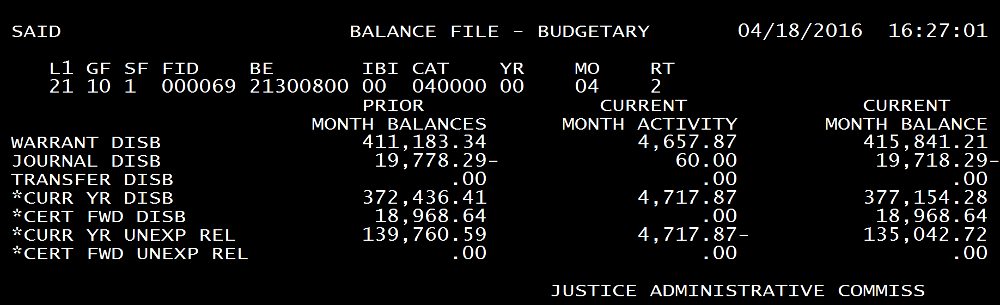 SAID BALANCE FILE - BUDGETARY 04/18/2016 16:27:01
L1 GF SF FID BE IBI CAT YR MO RT
21 10 1 000069 21300800 00 040000 00 04 2
PRIOR CURRENT CURRENT
MONTH BALANCES MONTH ACTIVITY MONTH BALANCE
WARRANT DISB 411,183.34 4,657.87 415,841.21
JOURNAL DISB 19,778.29- 60.00 19,718.29-
TRANSFER DISB .00 .00 .00
*CURR YR DISB 372,436.41 4,717.87 377,154.28
*CERT FWD DISB 18,968.64 .00 18,968.64
*CURR YR UNEXP REL 139,760.59 4,717.87- 135,042.72
*CERT FWD UNEXP REL .00 .00 .00
JUSTICE ADMINISTRATIVE COMMISS